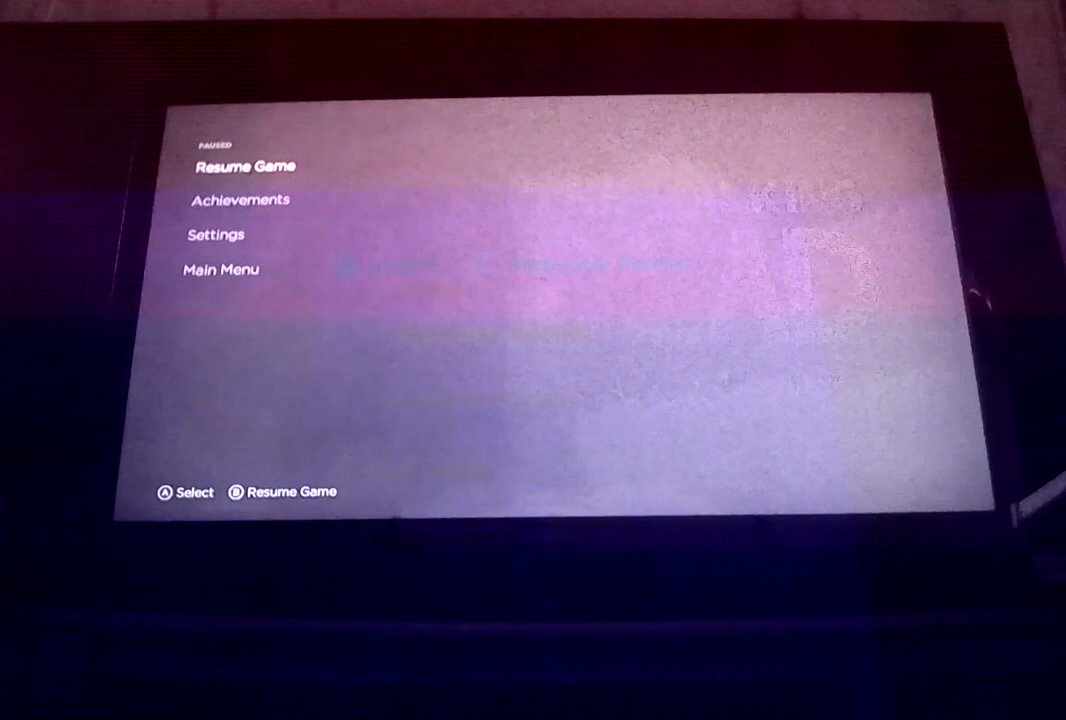 PAUSED
Resume Game
Achievements
Settings
Main Menu
A Select B Resume Game